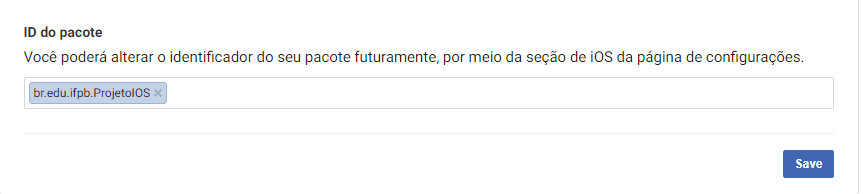 ID do pacote
Você poderá alterar o identificador do seu pacote futuramente, por meio da seção de iOS da página de configurações.
br.edu.ifpb.ProjetoIOS ×
Save